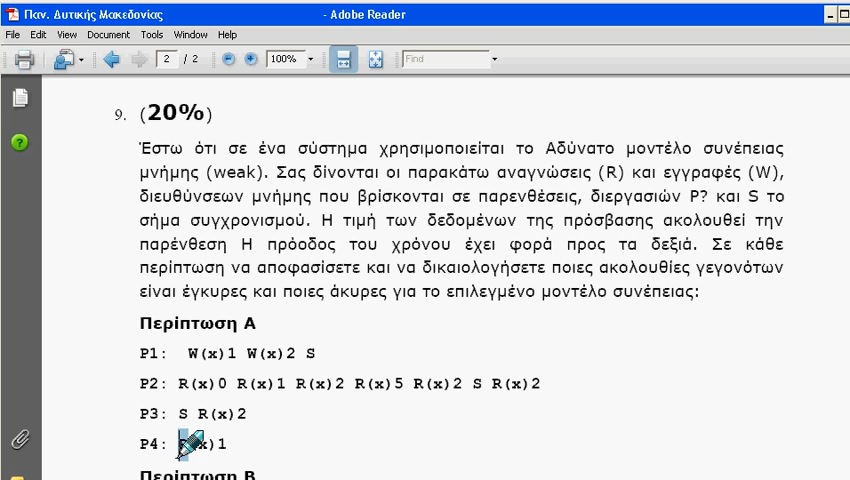 Παν. Δυτικής Μακεδονίας - Adobe Reader
File Edit View Document Tools Window Help
2 / 2 100% Find
9. (20%)
Έστω ότι σε ένα σύστημα χρησιμοποιείται το Αδύνατο μοντέλο συνέπειας
μνήμης (weak). Σας δίνονται οι παρακάτω αναγνώσεις (R) και εγγραφές (W),
διευθύνσεων μνήμης που βρίσκονται σε παρενθέσεις, διεργασιών P? και S το
σήμα συγχρονισμού. Η τιμή των δεδομένων της πρόσβασης ακολουθεί την
παρένθεση Η πρόοδος του χρόνου έχει φορά προς τα δεξιά. Σε κάθε
περίπτωση να αποφασίσετε και να δικαιολογήσετε ποιες ακολουθίες γεγονότων
είναι έγκυρες και ποιες άκυρες για το επιλεγμένο μοντέλο συνέπειας:
Περίπτωση Α
P1: W(x)1 W(x)2 S
P2: R(x)0 R(x)1 R(x)2 R(x)5 R(x)2 S R(x)2
P3: S R(x)2
P4: R(x)1
Περίπτωση Β